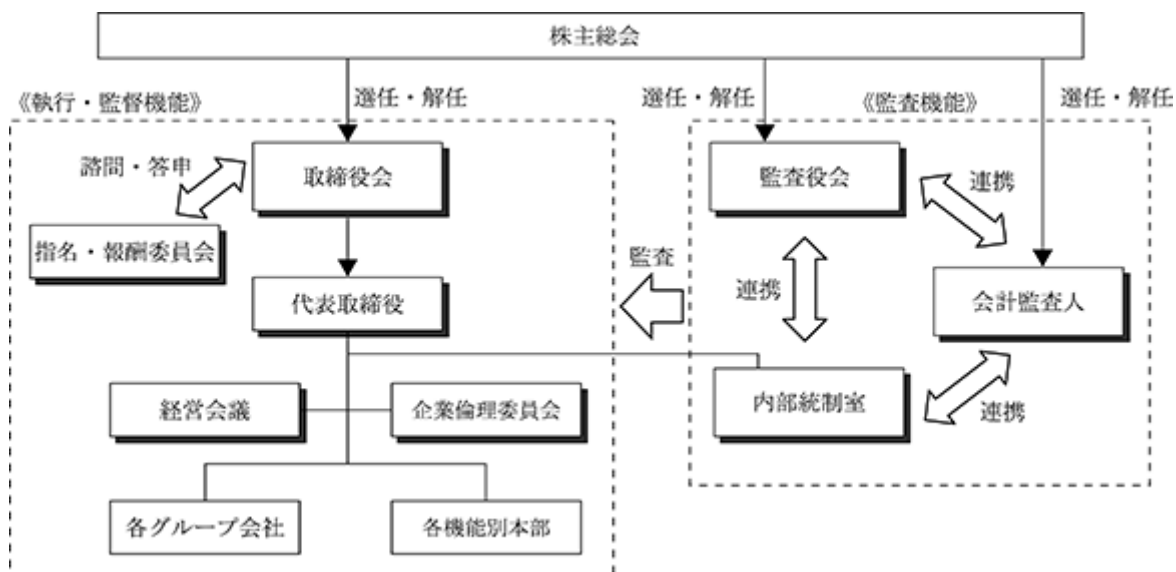 株主総会
《執行・監督機能》
選任・解任
選任・解任
《監査機能》
選任・解任
諮問・答申
取締役会
監査役会
連携
指名・報酬委員会
監査
連携
代表取締役
会計監査人
経営会議
企業倫理委員会
内部統制室
連携
各グループ会社
各機能別本部